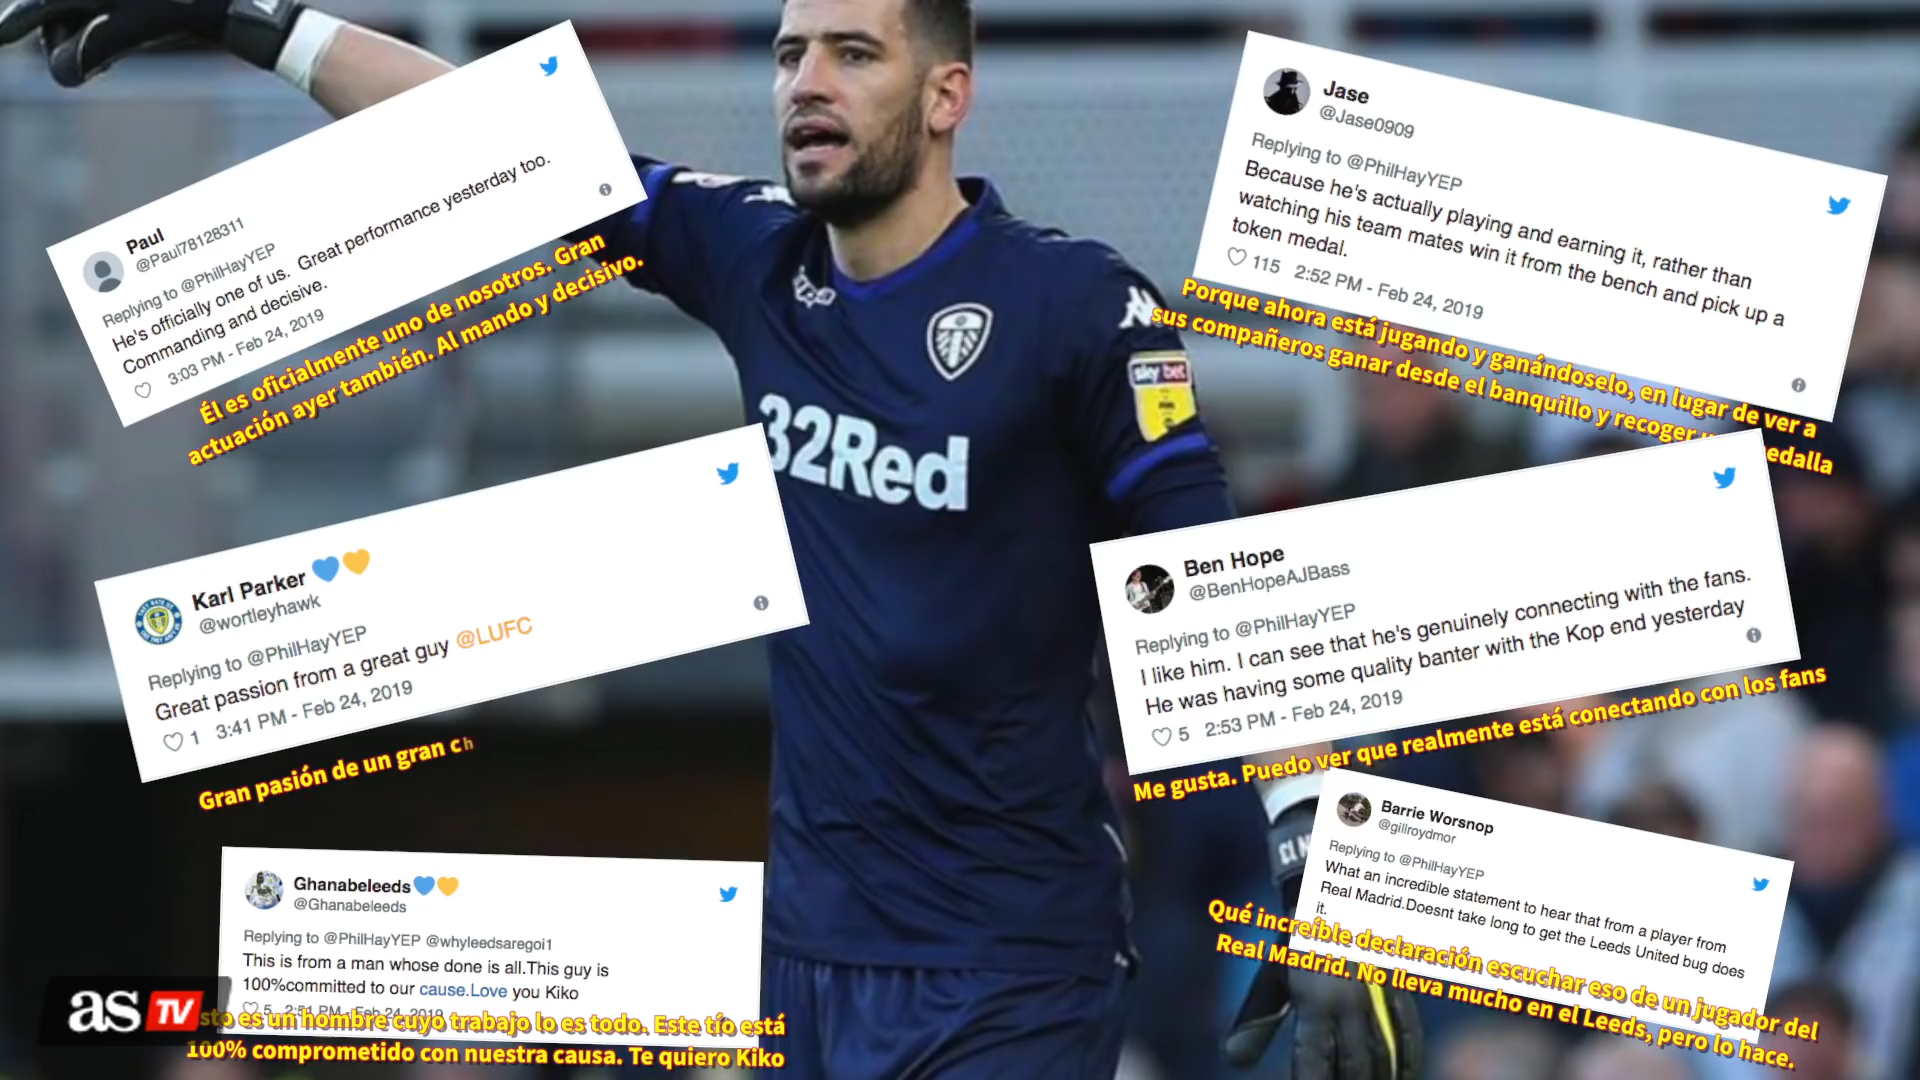 Paul
@Paul78128311
Replying to @PhilHayYEP
He's officially one of us. Great performance yesterday too.
Commanding and decisive.
3:03 PM - Feb 24, 2019
Él es oficialmente uno de nosotros. Gran
actuación ayer también. Al mando y decisivo.
Jase
@Jase0909
Replying to @PhilHayYEP
Because he's actually playing and earning it, rather than
watching his team mates win it from the bench and pick up a
token medal.
115 2:52 PM - Feb 24, 2019
Porque ahora está jugando y ganándoselo, en lugar de ver a
sus compañeros ganar desde el banquillo y recoger
sky bet
32Red
Karl Parker
@wortleyhawk
Replying to @PhilHayYEP
Great passion from a great guy @LUFC
1 3:41 PM - Feb 24, 2019
Gran pasión de un gran ch
Ben Hope
@BenHopeAJBass
Replying to @PhilHayYEP
I like him. I can see that he's genuinely connecting with the fans.
He was having some quality banter with the Kop end yesterday
5 2:53 PM - Feb 24, 2019
Me gusta. Puedo ver que realmente está conectando con los fans
Ghanabeleeds
@Ghanabeleeds
Replying to @PhilHayYEP @whyleedsaregoi1
This is from a man whose done is all.This guy is
100%committed to our cause.Love you Kiko
5 2:51 PM - Feb 24, 2019
sto es un hombre cuyo trabajo lo es todo. Este tío está
100% comprometido con nuestra causa. Te quiero Kiko
Barrie Worsnop
@gillroydmor
Replying to @PhilHayYEP
What an incredible statement to hear that from a player from
Real Madrid.Doesnt take long to get the Leeds United bug does
it.
Qué increíble declaración escuchar eso de un jugador del
Real Madrid. No lleva mucho en el Leeds, pero lo hace.
as TV